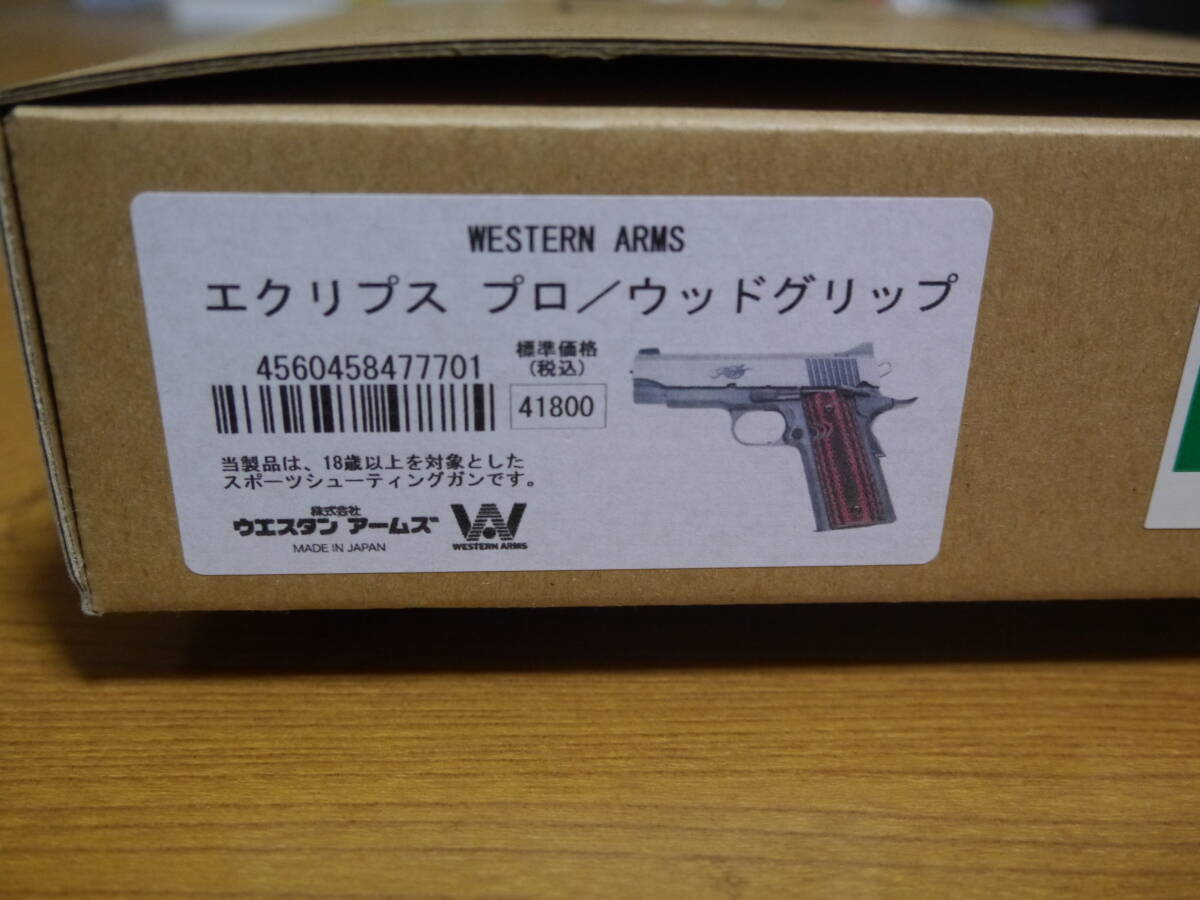 WESTERN ARMS
エクリプス プロ／ウッドグリップ
4560458477701
標準価格
(税込)
41800
当製品は、18歳以上を対象とした
スポーツシューティングガンです。
株式会社
ウエスタン アームズ
MADE IN JAPAN
WESTERN ARMS
Kimber